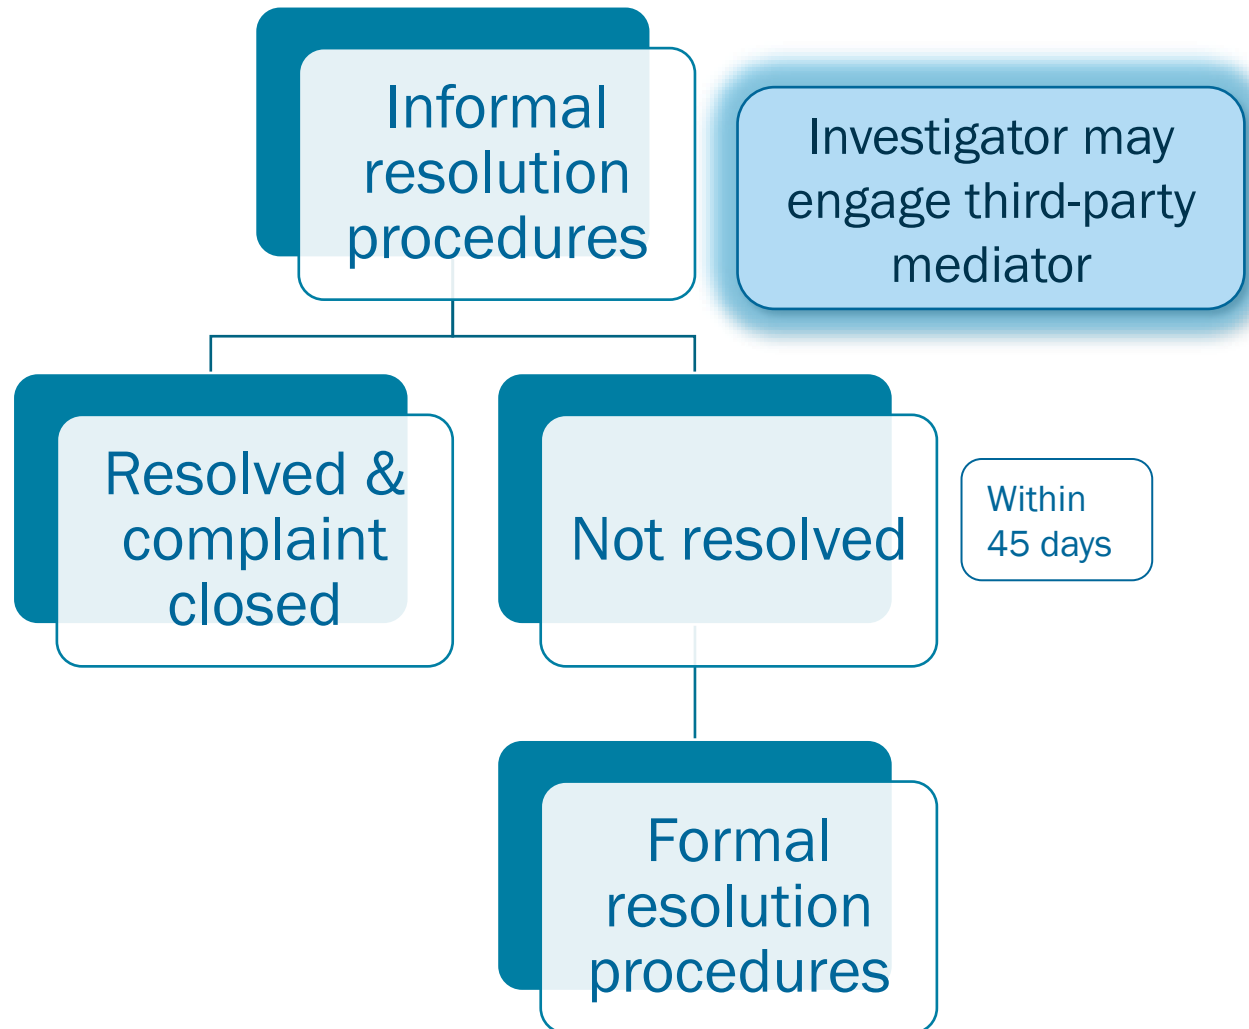 Informal
resolution
procedures
Investigator may
engage third-party
mediator
Resolved &
complaint
closed
Not resolved
Within
45 days
Formal
resolution
procedures